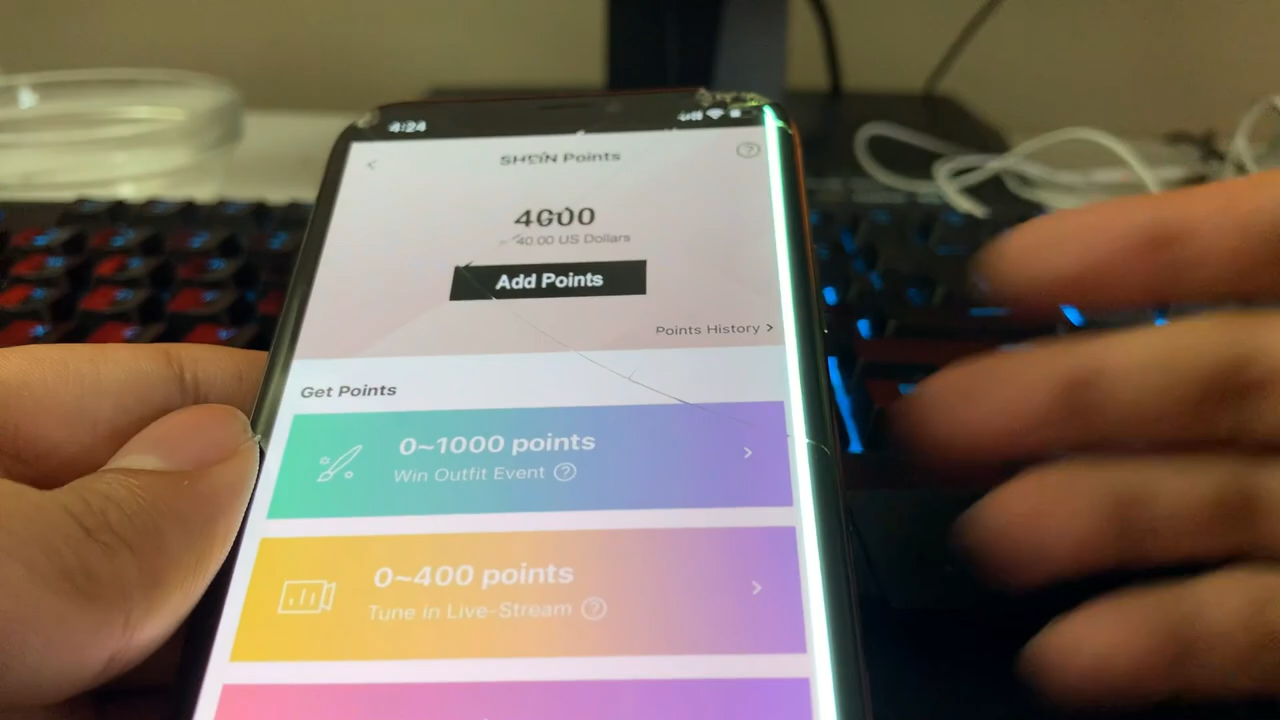 4:24
SHEIN Points
4000
≈ 40.00 US Dollars
Add Points
Points History >
Get Points
0~1000 points
Win Outfit Event ?
0~400 points
Tune in Live-Stream ?